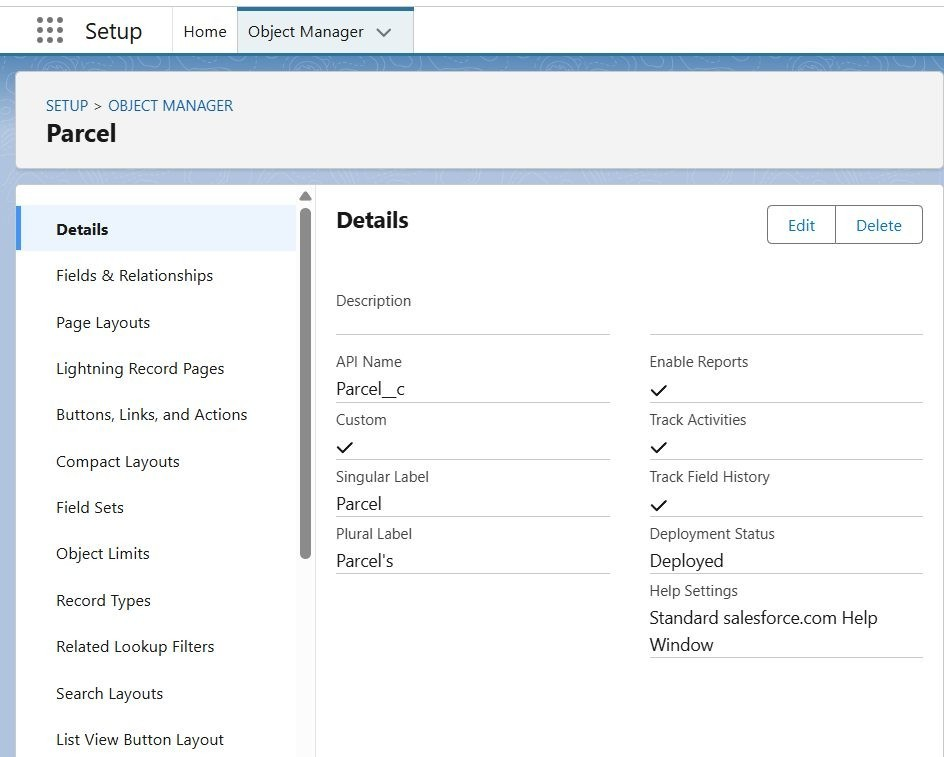 Setup Home Object Manager
SETUP > OBJECT MANAGER
Parcel
Details
Fields & Relationships
Page Layouts
Lightning Record Pages
Buttons, Links, and Actions
Compact Layouts
Field Sets
Object Limits
Record Types
Related Lookup Filters
Search Layouts
List View Button Layout
Details
Edit Delete
Description
API Name
Parcel__c
Custom
Singular Label
Parcel
Plural Label
Parcel's
Enable Reports
Track Activities
Track Field History
Deployment Status
Deployed
Help Settings
Standard salesforce.com Help
Window